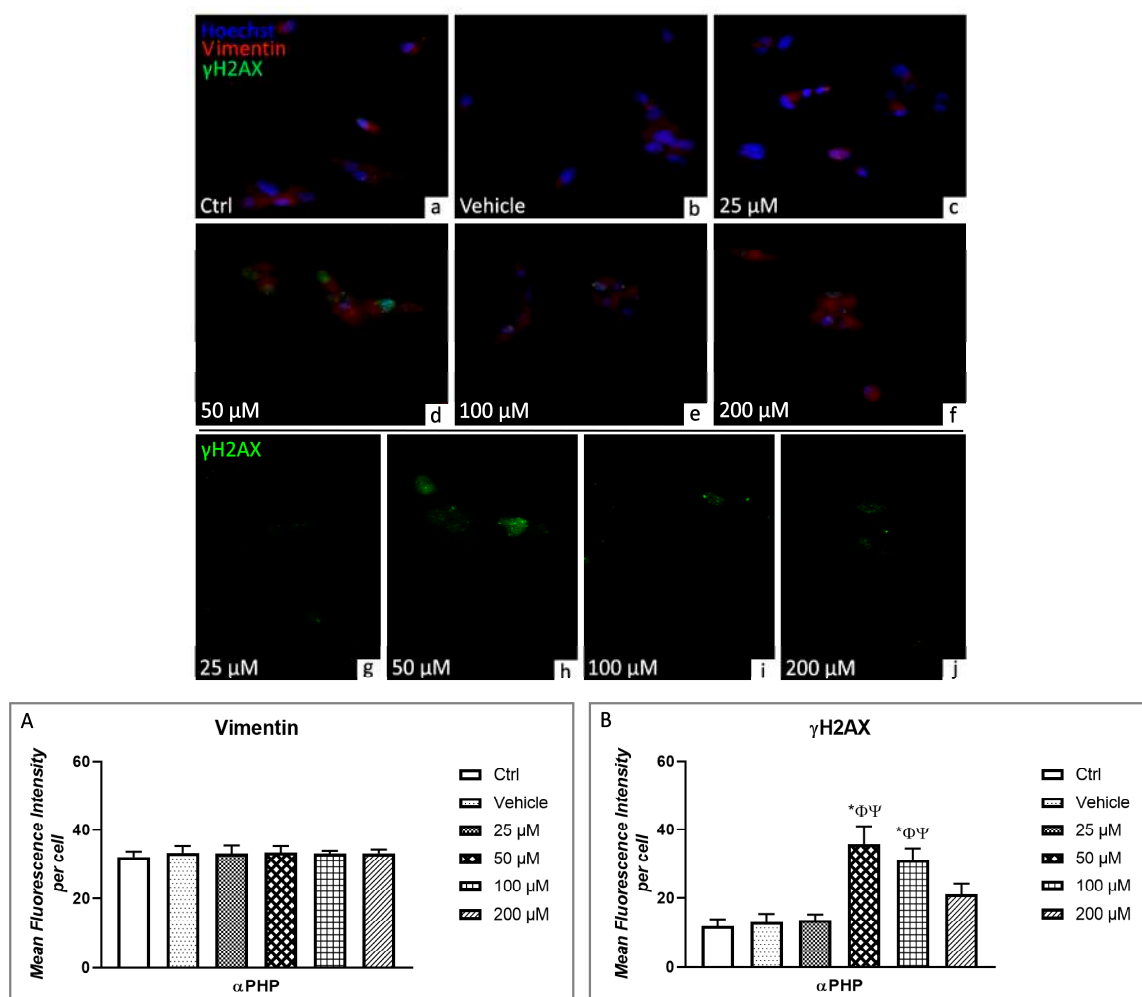 Hoechst
Vimentin
γH2AX
Ctrl
a
Vehicle
b
25 µM
c
50 µM
d
100 µM
e
200 µM
f
γH2AX
25 µM
g
50 µM
h
100 µM
i
200 µM
j
A
Vimentin
Mean Fluorescence Intensity
per cell
60
40
20
0
αPHP
Ctrl
Vehicle
25 µM
50 µM
100 µM
200 µM
B
γH2AX
Mean Fluorescence Intensity
per cell
60
40
20
0
*ΦΨ
*ΦΨ
αPHP
Ctrl
Vehicle
25 µM
50 µM
100 µM
200 µM